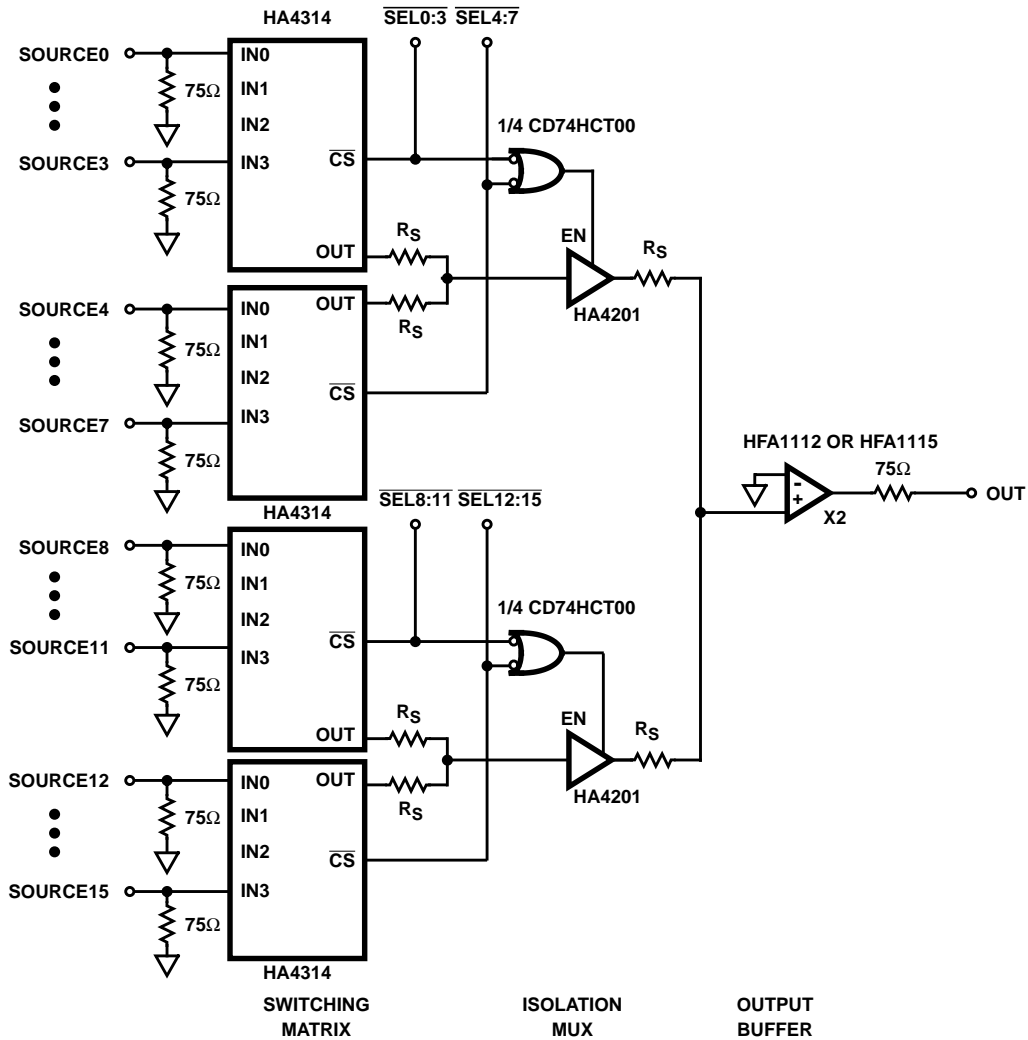 HA4314
SEL0:3 SEL4:7
SOURCE0
75Ω
IN0
IN1
IN2
IN3
SOURCE3
75Ω
CS
OUT
1/4 CD74HCT00
RS
EN
RS
HA4201
SOURCE4
75Ω
IN0
IN1
IN2
IN3
OUT
RS
CS
SOURCE7
75Ω
HFA1112 OR HFA1115
75Ω
-
+
X2
OUT
HA4314
SEL8:11 SEL12:15
SOURCE8
75Ω
IN0
IN1
IN2
IN3
SOURCE11
75Ω
CS
OUT
1/4 CD74HCT00
RS
EN
RS
HA4201
SOURCE12
75Ω
IN0
IN1
IN2
IN3
OUT
RS
CS
SOURCE15
75Ω
HA4314
SWITCHING
MATRIX
ISOLATION
MUX
OUTPUT
BUFFER